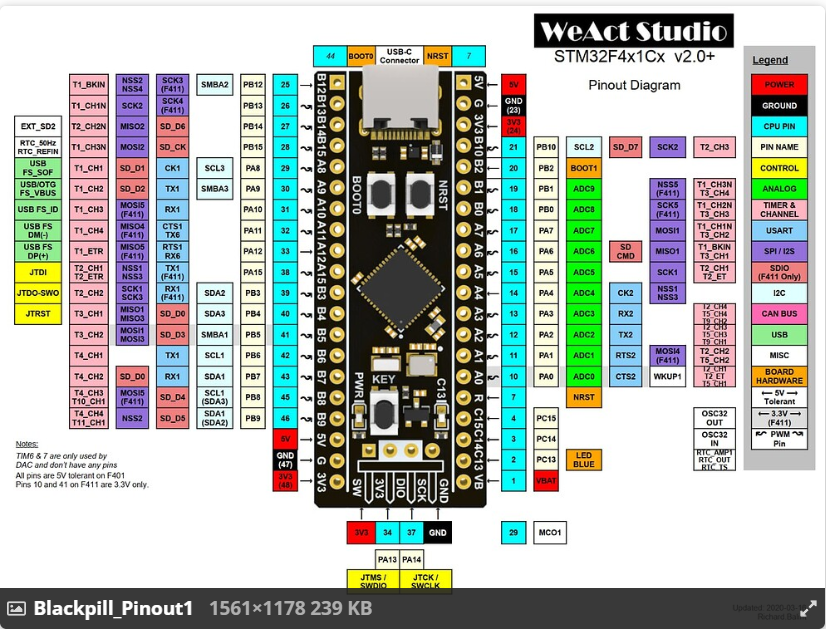 WeAct Studio
STM32F4x1Cx v2.0+
Pinout Diagram
44 BOOT0 USB-C Connector NRST 7
T1_BKIN NSS2 NSS4 SCK3 (F411) SMBA2 PB12 25
T1_CH1N SCK2 SCK4 (F411) PB13 26
EXT_SD2 T1_CH2N MISO2 SD_D6 PB14 27
RTC_50Hz RTC_REFIN T1_CH3N MOSI2 SD_CK PB15 28
USB FS_SOF T1_CH1 SD_D1 CK1 SCL3 PA8 29
USB/OTG FS_VBUS T1_CH2 SD_D2 TX1 SMBA3 PA9 30
USB FS_ID T1_CH3 MOSI5 (F411) RX1 PA10 31
USB FS DM(-) T1_CH4 MISO4 (F411) CTS1 TX6 PA11 32
USB FS DP(+) T1_ETR MISO5 (F411) RTS1 RX6 PA12 33
JTDI T2_CH1 T2_ETR NSS1 NSS3 TX1 (F411) PA15 38
JTDO-SWO T2_CH2 SCK1 SCK3 RX1 (F411) SDA2 PB3 39
JTRST T3_CH1 MISO1 MISO3 SD_D0 SDA3 PB4 40
T3_CH2 MOSI1 MOSI3 SD_D3 SMBA1 PB5 41
T4_CH1 TX1 SCL1 PB6 42
T4_CH2 SD_D0 RX1 SDA1 PB7 43
T4_CH3 T10_CH1 MOSI5 (F411) SD_D4 SCL1 (SDA3) PB8 45
T4_CH4 T11_CH1 NSS2 SD_D5 SDA1 (SDA2) PB9 46
5V
GND (47)
3V3 (48)
B12 B13 B14 B15 A8 A9 A10 A11 A12 A15 B3 B4 B5 B6 B7 B8 B9 5V G 3V3
BOOT0 NRST
PWR KEY C13
SW 3V3 DIO SCK GND
5V G 3V3 B10 B2 B1 B0 A7 A6 A5 A4 A3 A2 A1 A0 R C15 C14 C13 VB
5V
GND (23)
3V3 (24)
21 PB10 SCL2 SD_D7 SCK2 T2_CH3
20 PB2 BOOT1
19 PB1 ADC9 NSS5 (F411) T1_CH3N T3_CH4
18 PB0 ADC8 SCK5 (F411) T1_CH2N T3_CH3
17 PA7 ADC7 MOSI1 T1_CH1N T3_CH2
16 PA6 ADC6 SD CMD MISO1 T1_BKIN T3_CH1
15 PA5 ADC5 SCK1 T2_CH1 T2_ET
14 PA4 ADC4 CK2 NSS1 NSS3
13 PA3 ADC3 RX2 T2_CH4 T5_CH4 T9_CH2
12 PA2 ADC2 TX2 T2_CH3 T5_CH3 T9_CH1
11 PA1 ADC1 RTS2 MOSI4 (F411) T2_CH2 T5_CH2
10 PA0 ADC0 CTS2 WKUP1 T2_CH1 T2_ET T5_CH1
7 NRST
4 PC15 OSC32 OUT
3 PC14 OSC32 IN
2 PC13 LED BLUE RTC_AMP1 RTC_OUT RTC_TS
1 VBAT
Legend
POWER
GROUND
CPU PIN
PIN NAME
CONTROL
ANALOG
TIMER & CHANNEL
USART
SPI / I2S
SDIO (F411 Only)
I2C
CAN BUS
USB
MISC
BOARD HARDWARE
5V Tolerant
3.3V (F411)
PWM Pin
Notes:
TIM6 & 7 are only used by
DAC and don't have any pins
All pins are 5V tolerant on F401
Pins 10 and 41 on F411 are 3.3V only.
3V3 34 37 GND
29 MCO1
PA13 PA14
JTMS / SWDIO JTCK / SWCLK
Blackpill_Pinout1 1561×1178 239 KB